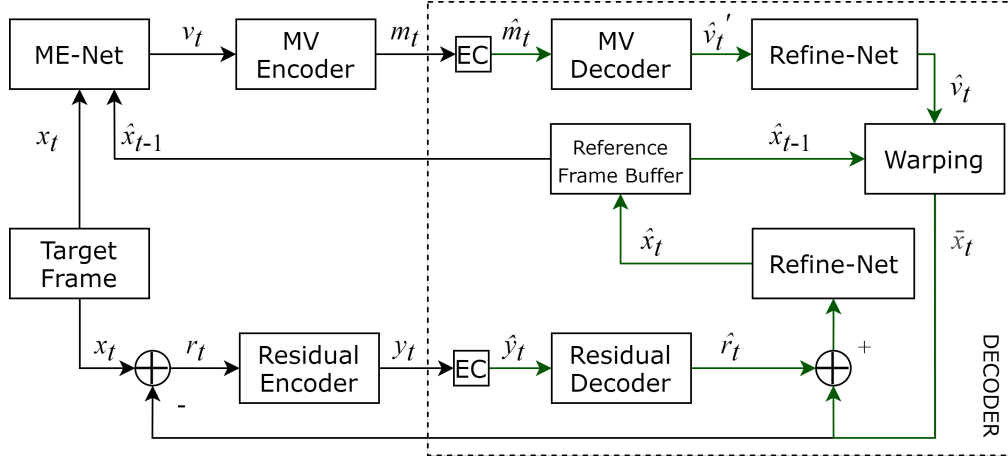 ME-Net
v_t
MV
Encoder
m_t
EC
m̂_t
MV
Decoder
v̂_t′
Refine-Net
v̂_t
x_t
x̂_{t-1}
Reference
Frame Buffer
x̂_{t-1}
Warping
Target
Frame
x̂_t
Refine-Net
x̄_t
x_t
r_t
Residual
Encoder
y_t
EC
ŷ_t
Residual
Decoder
r̂_t
+
-
DECODER